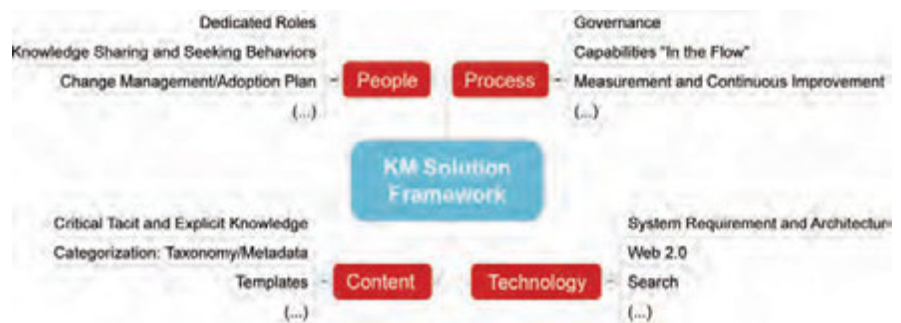 Dedicated Roles
Knowledge Sharing and Seeking Behaviors
Change Management/Adoption Plan
(...)
People
Process
Governance
Capabilities "In the Flow"
Measurement and Continuous Improvement
(...)
KM Solution
Framework
Critical Tacit and Explicit Knowledge
Categorization: Taxonomy/Metadata
Templates
(...)
Content
Technology
System Requirement and Architecture
Web 2.0
Search
(...)